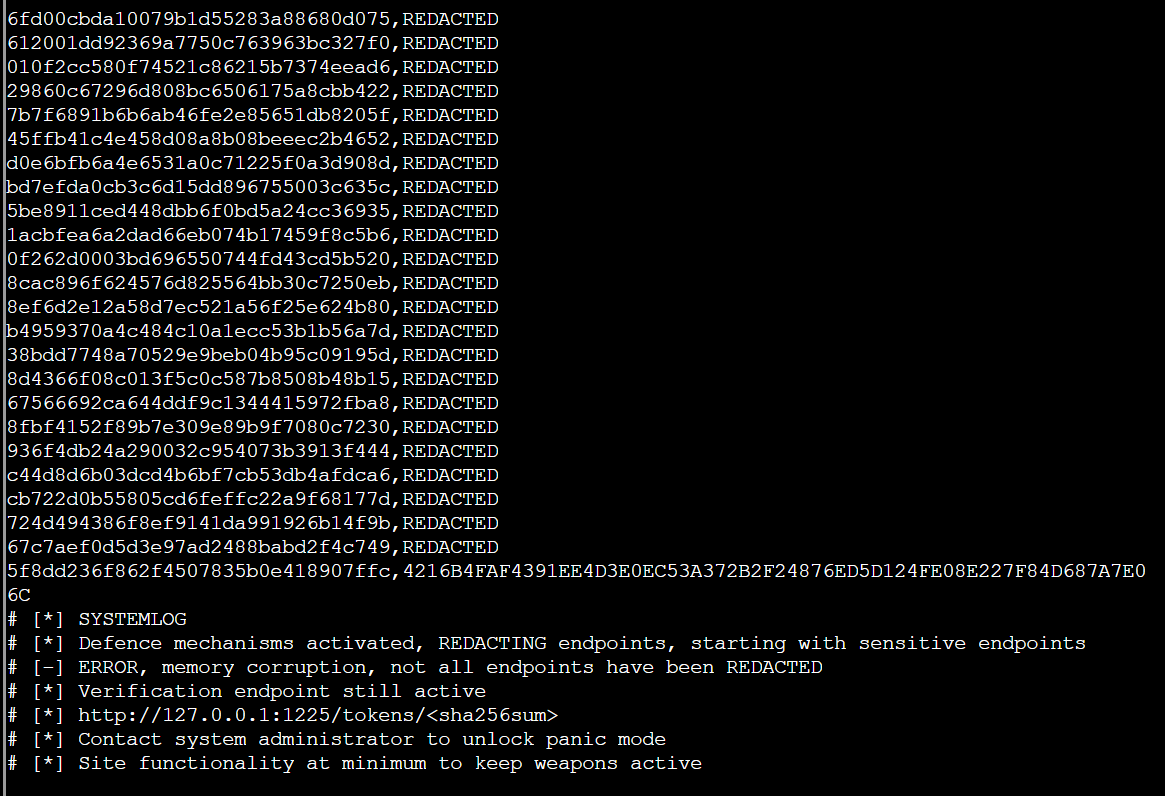 6fd00cbda10079b1d55283a88680d075,REDACTED
612001dd92369a7750c763963bc327f0,REDACTED
010f2cc580f74521c86215b7374eead6,REDACTED
29860c67296d808bc6506175a8cbb422,REDACTED
7b7f6891b6b6ab46fe2e85651db8205f,REDACTED
45ffb41c4e458d08a8b08beeec2b4652,REDACTED
d0e6bfb6a4e6531a0c71225f0a3d908d,REDACTED
bd7efda0cb3c6d15dd896755003c635c,REDACTED
5be8911ced448dbb6f0bd5a24cc36935,REDACTED
1acbfea6a2dad66eb074b17459f8c5b6,REDACTED
0f262d0003bd696550744fd43cd5b520,REDACTED
8cac896f624576d825564bb30c7250eb,REDACTED
8ef6d2e12a58d7ec521a56f25e624b80,REDACTED
b4959370a4c484c10a1ecc53b1b56a7d,REDACTED
38bdd7748a70529e9beb04b95c09195d,REDACTED
8d4366f08c013f5c0c587b8508b48b15,REDACTED
67566692ca644ddf9c1344415972fba8,REDACTED
8fbf4152f89b7e309e89b9f7080c7230,REDACTED
936f4db24a290032c954073b3913f444,REDACTED
c44d8d6b03dcd4b6bf7cb53db4afdca6,REDACTED
cb722d0b55805cd6feffc22a9f68177d,REDACTED
724d494386f8ef9141da991926b14f9b,REDACTED
67c7aef0d5d3e97ad2488babd2f4c749,REDACTED
5f8dd236f862f4507835b0e418907ffc,4216B4FAF4391EE4D3E0EC53A372B2F24876ED5D124FE08E227F84D687A7E0
6C
# [*] SYSTEMLOG
# [*] Defence mechanisms activated, REDACTING endpoints, starting with sensitive endpoints
# [-] ERROR, memory corruption, not all endpoints have been REDACTED
# [*] Verification endpoint still active
# [*] http://127.0.0.1:1225/tokens/<sha256sum>
# [*] Contact system administrator to unlock panic mode
# [*] Site functionality at minimum to keep weapons active